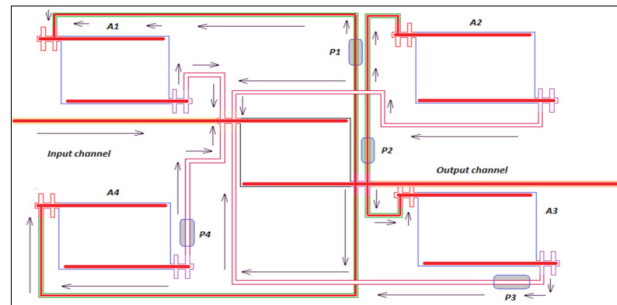 A1
A2
P1
P2
Input channel
Output channel
A4
A3
P4
P3